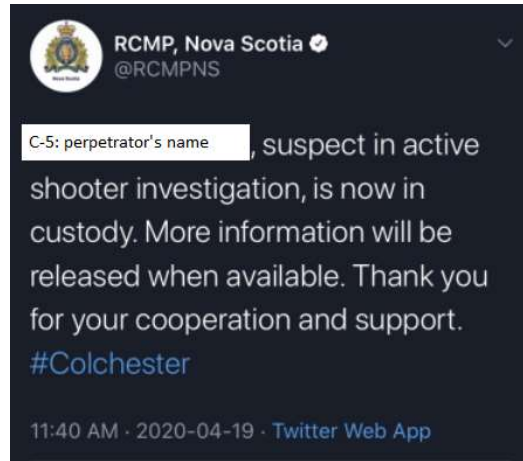 RCMP, Nova Scotia
@RCMPNS
C-5: perpetrator's name , suspect in active
shooter investigation, is now in
custody. More information will be
released when available. Thank you
for your cooperation and support.
#Colchester
11:40 AM · 2020-04-19 · Twitter Web App